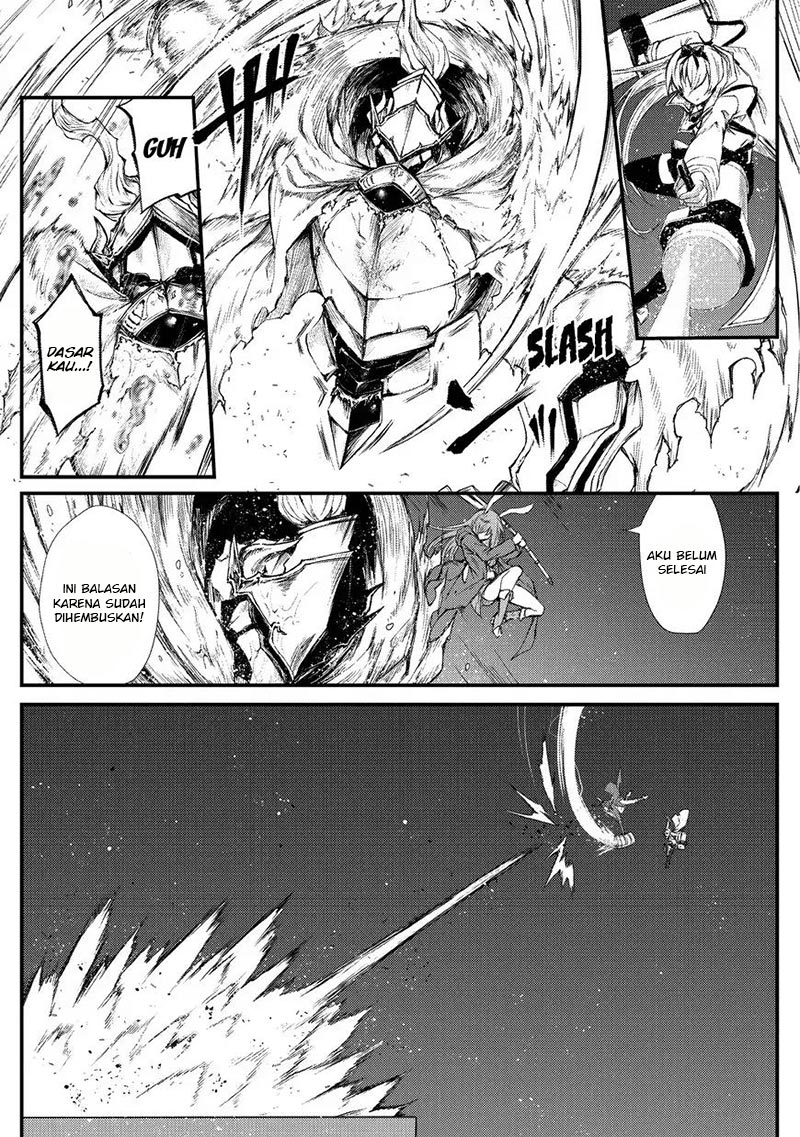 SLASH
GUH
DASAR
KAU...!
AKU BELUM
SELESAI
INI BALASAN
KARENA SUDAH
DIHEMBUSKAN!